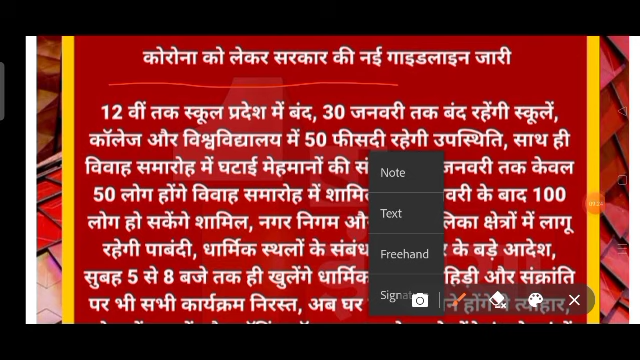 कोरोना को लेकर सरकार की नई गाइडलाइन जारी
12 वीं तक स्कूल प्रदेश में बंद, 30 जनवरी तक बंद रहेंगी स्कूलें,
कॉलेज और विश्वविद्यालय में 50 फीसदी रहेगी उपस्थिति, साथ ही
विवाह समारोह में घटाई मेहमानों की जनवरी तक केवल
50 लोग होंगे विवाह समारोह में के बाद 100
लोग हो सकेंगे शामिल, नगर निगम क्षेत्रों में लागू
रहेगी पाबंदी, धार्मिक स्थलों के के बड़े आदेश,
सुबह 5 से 8 बजे तक ही खुलेंगे और संक्रांति
पर भी सभी कार्यक्रम निरस्त, अब घर त्योहार,
Note
Text
Freehand